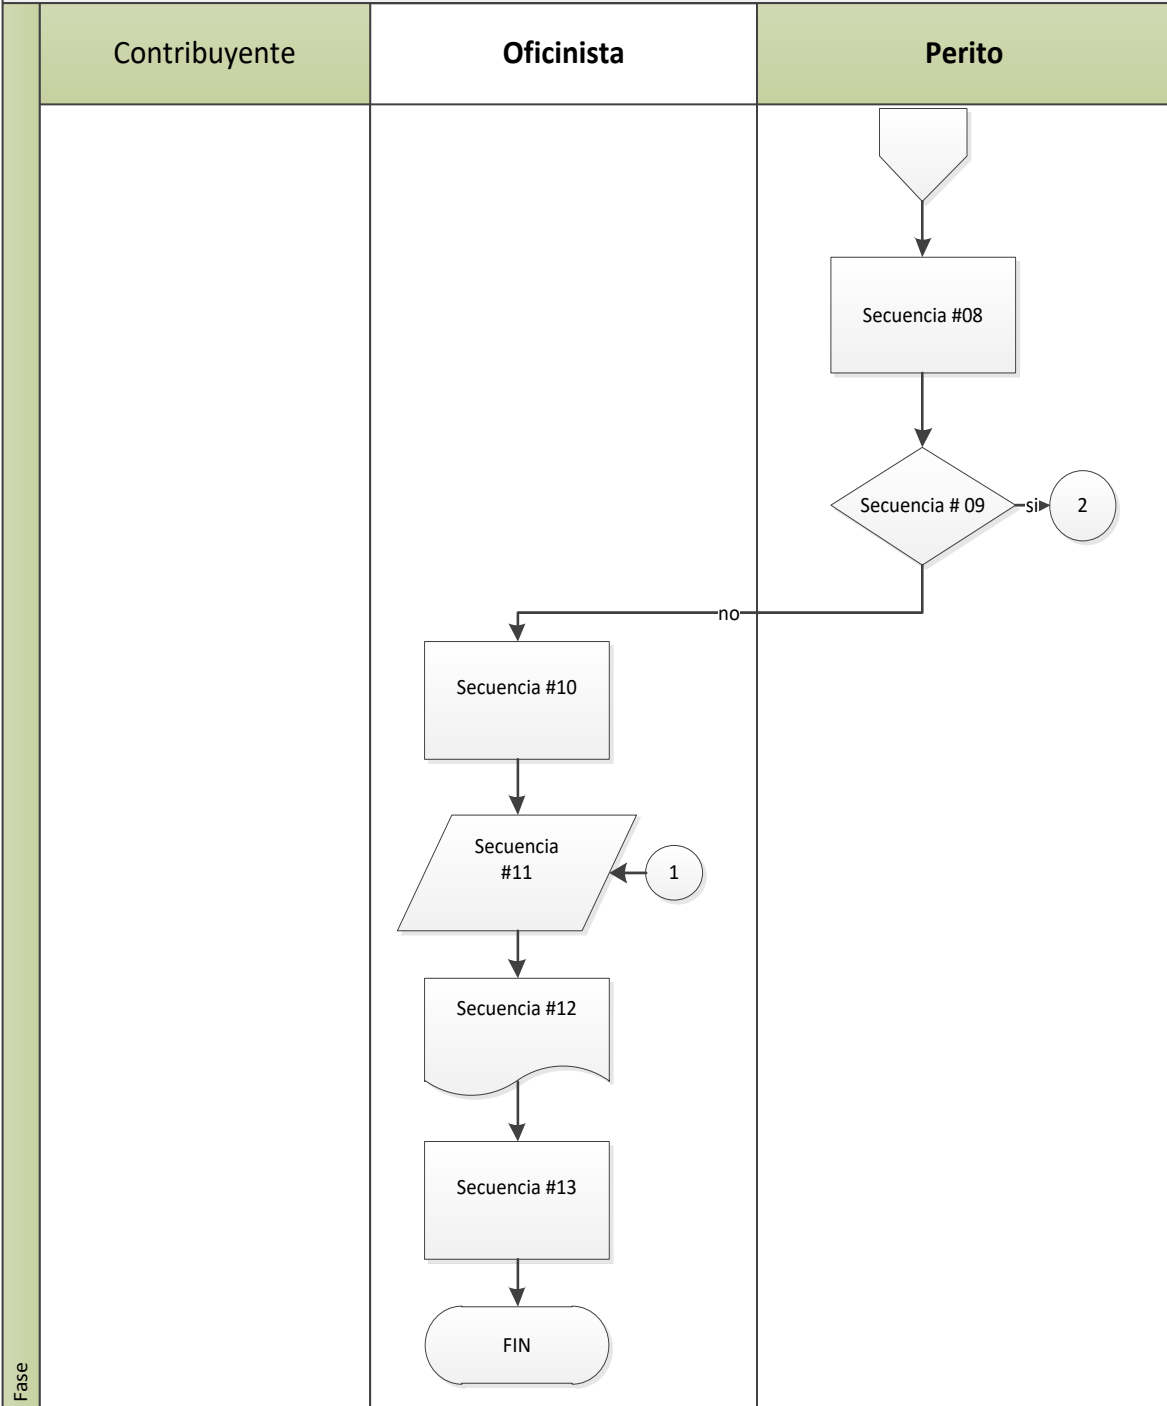 Contribuyente
Oficinista
Perito
Secuencia #08
Secuencia # 09
si
2
no
Secuencia #10
Secuencia
#11
1
Secuencia #12
Secuencia #13
FIN
Fase